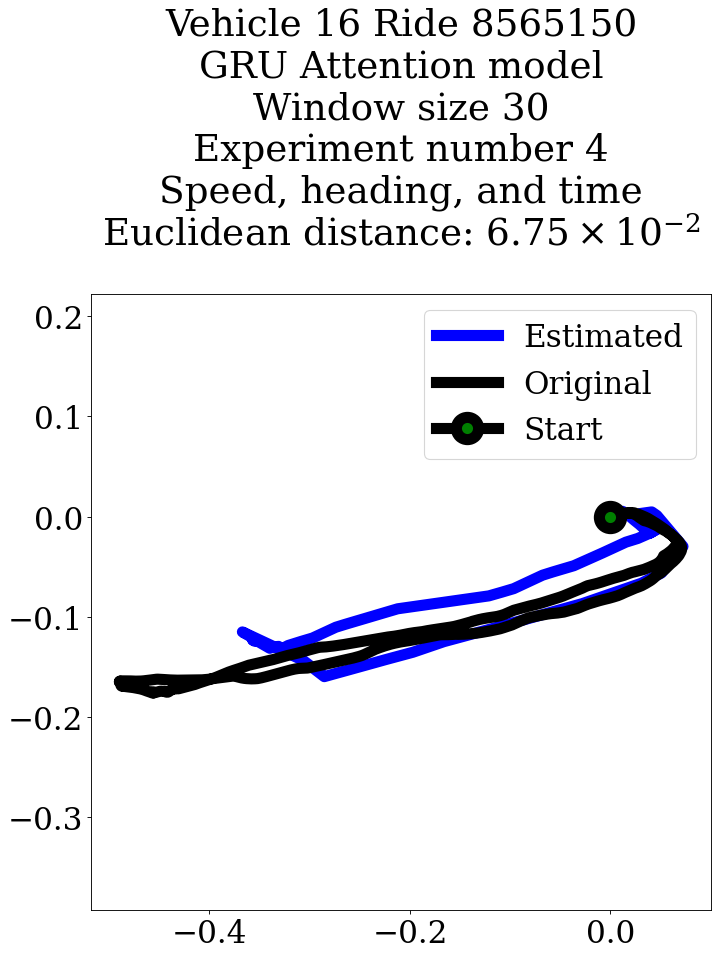 Vehicle 16 Ride 8565150
GRU Attention model
Window size 30
Experiment number 4
Speed, heading, and time
Euclidean distance: 6.75 × 10⁻²
Estimated
Original
Start
0.2
0.1
0.0
−0.1
−0.2
−0.3
−0.4
−0.2
0.0